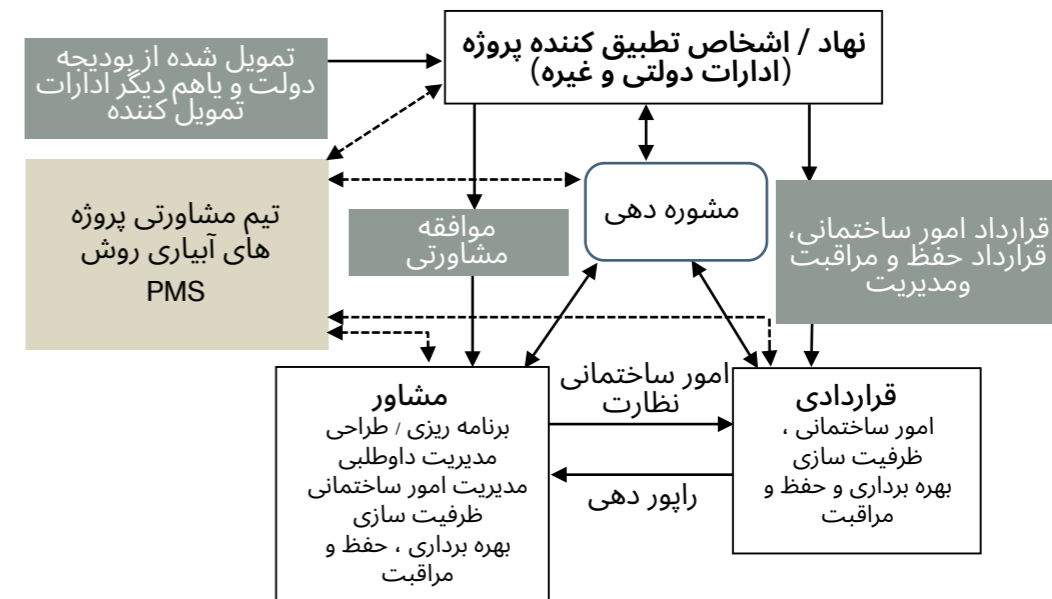 نهاد / اشخاص تطبیق کننده پروژه
(ادارات دولتی و غیره)
تمویل شده از بودیجه
دولت و یاهم دیگر ادارات
تمویل کننده
تیم مشاورتی پروژه
های آبیاری روش
PMS
مشوره دهی
موافقه
مشاورتی
قرارداد امور ساختمانی،
قرارداد حفظ و مراقبت
ومدیریت
امور ساختمانی
نظارت
راپور دهی
قراردادی
امور ساختمانی ،
ظرفیت سازی
بهره برداری و حفظ و
مراقبت
مشاور
برنامه ریزی / طراحی
مدیریت داوطلبی
مدیریت امور ساختمانی
ظرفیت سازی
بهره برداری ، حفظ و
مراقبت